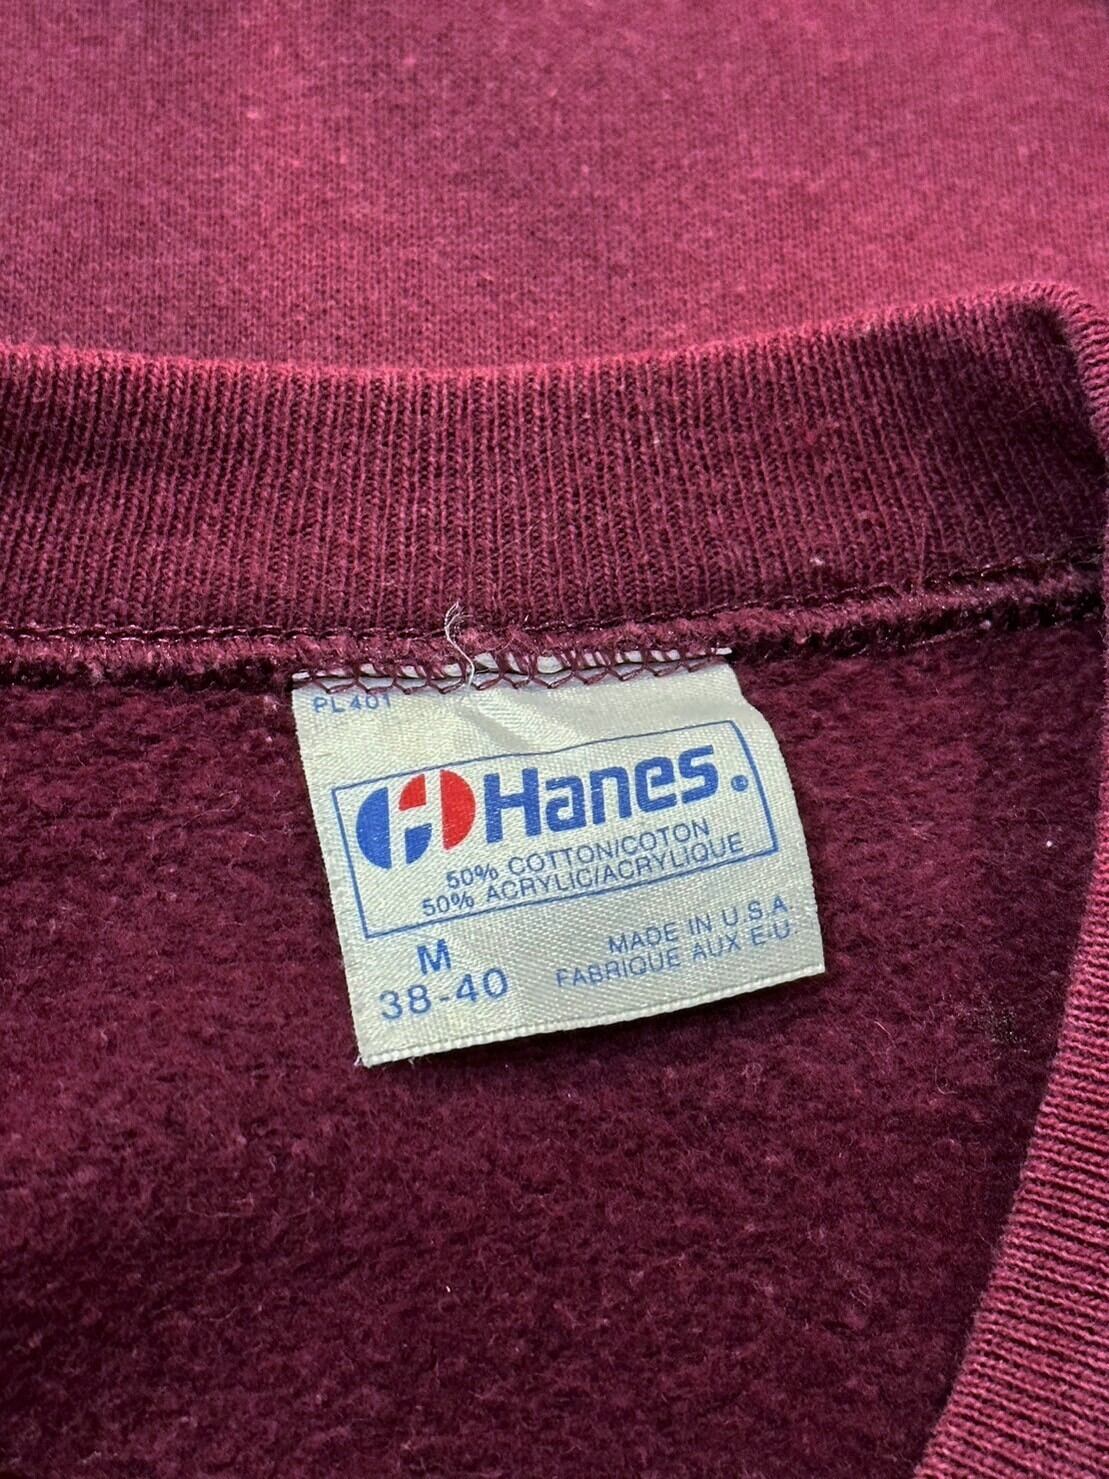 PL401
Hanes®
50% COTTON/COTON
50% ACRYLIC/ACRYLIQUE
M
38-40
MADE IN U.S.A.
FABRIQUE AUX E.U.